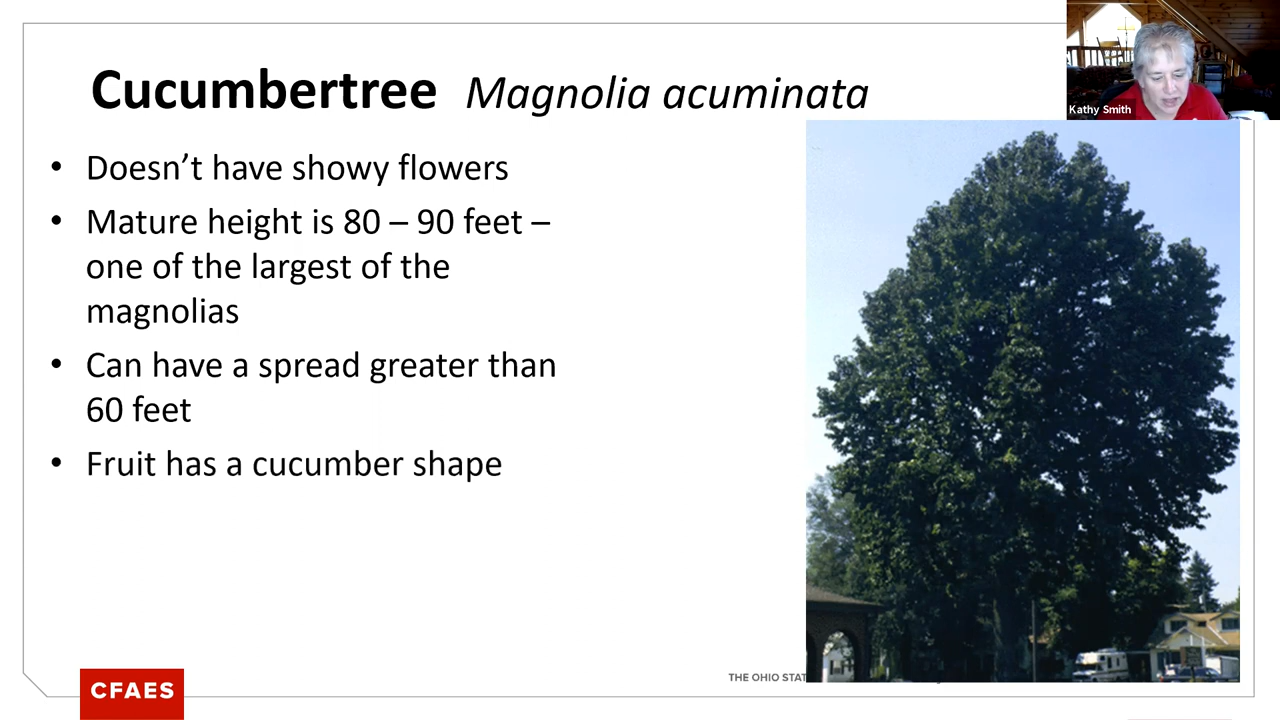 Cucumbertree Magnolia acuminata
Kathy Smith
• Doesn’t have showy flowers
• Mature height is 80 – 90 feet –
one of the largest of the
magnolias
• Can have a spread greater than
60 feet
• Fruit has a cucumber shape
THE OHIO STAT
CFAES